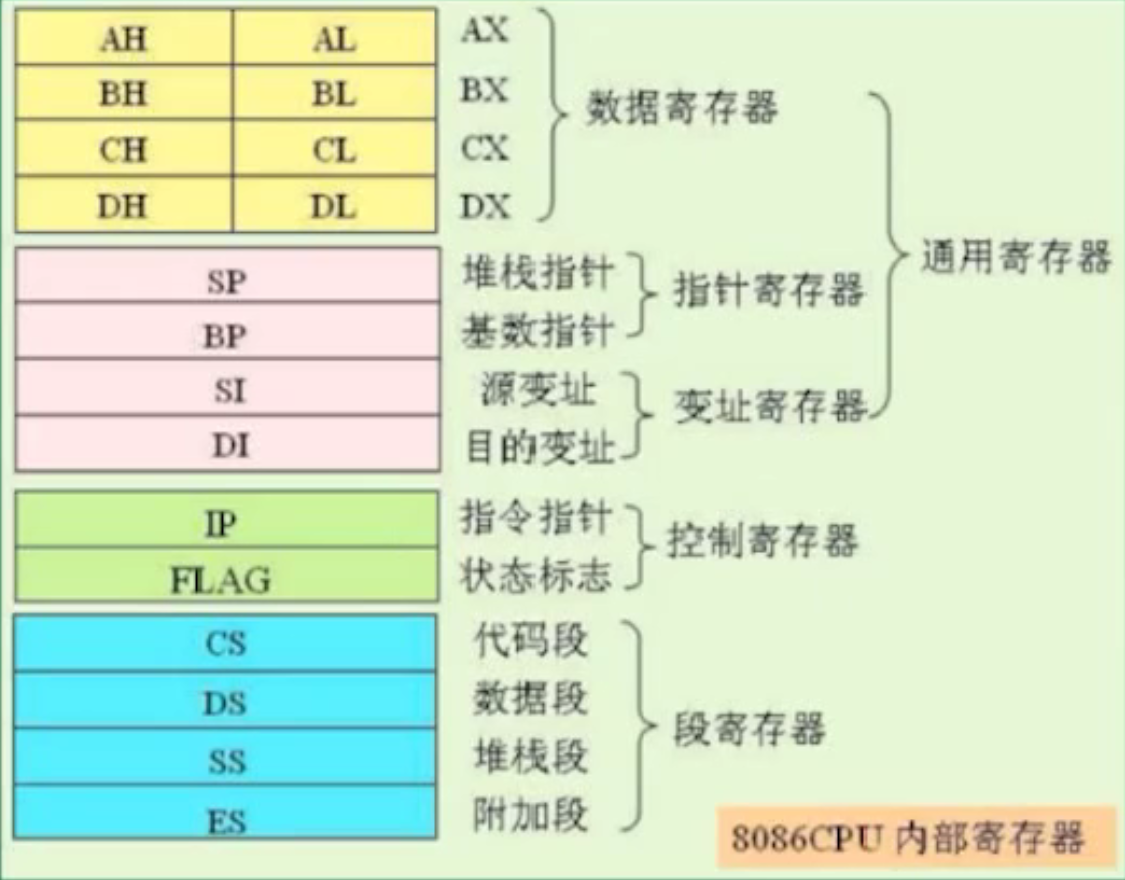 AH AL AX
BH BL BX 数据寄存器
CH CL CX
DH DL DX
通用寄存器
SP 堆栈指针 指针寄存器
BP 基数指针
SI 源变址 变址寄存器
DI 目的变址
IP 指令指针 控制寄存器
FLAG 状态标志
CS 代码段
DS 数据段 段寄存器
SS 堆栈段
ES 附加段
8086CPU 内部寄存器